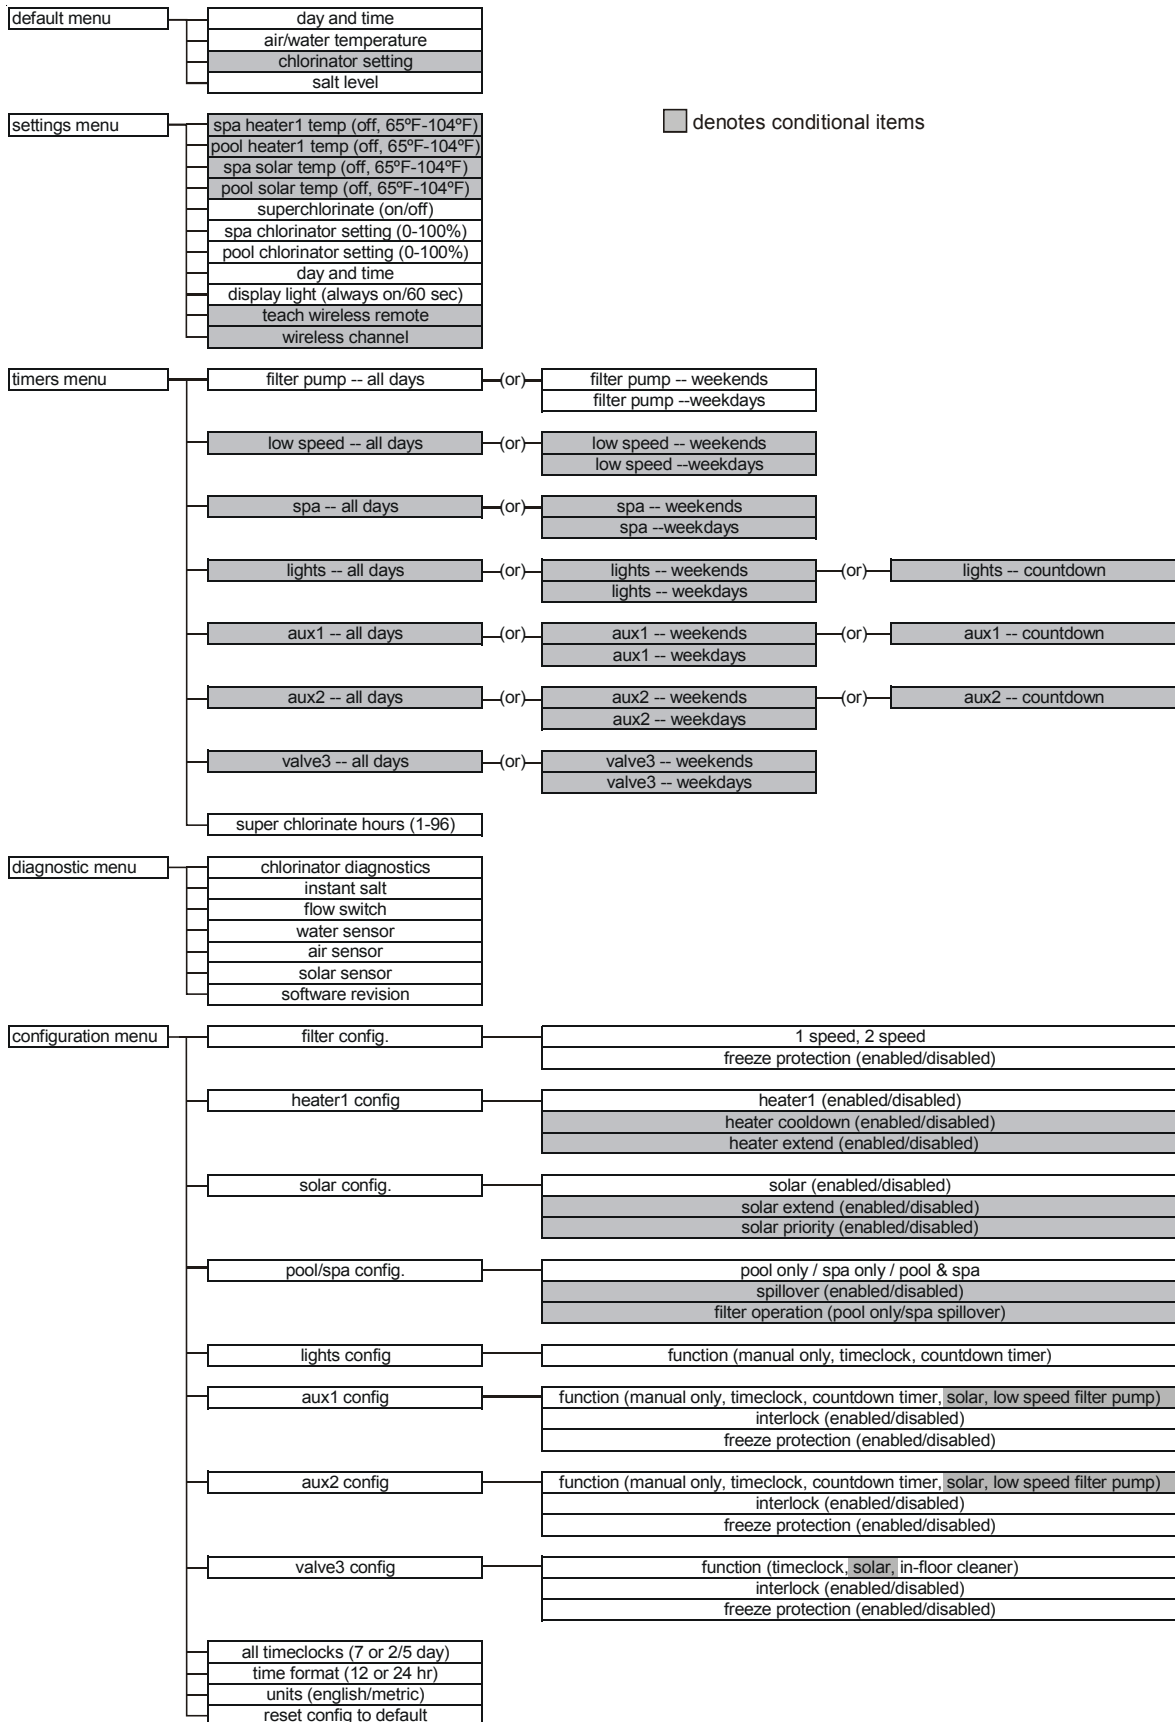 default menu
day and time
air/water temperature
chlorinator setting
salt level
denotes conditional items
settings menu
spa heater1 temp (off, 65ºF-104ºF)
pool heater1 temp (off, 65ºF-104ºF)
spa solar temp (off, 65ºF-104ºF)
pool solar temp (off, 65ºF-104ºF)
superchlorinate (on/off)
spa chlorinator setting (0-100%)
pool chlorinator setting (0-100%)
day and time
display light (always on/60 sec)
teach wireless remote
wireless channel
timers menu
filter pump -- all days
(or)
filter pump -- weekends
filter pump --weekdays
low speed -- all days
(or)
low speed -- weekends
low speed --weekdays
spa -- all days
(or)
spa -- weekends
spa --weekdays
lights -- all days
(or)
lights -- weekends
lights -- weekdays
(or)
lights -- countdown
aux1 -- all days
(or)
aux1 -- weekends
aux1 -- weekdays
(or)
aux1 -- countdown
aux2 -- all days
(or)
aux2 -- weekends
aux2 -- weekdays
(or)
aux2 -- countdown
valve3 -- all days
(or)
valve3 -- weekends
valve3 -- weekdays
super chlorinate hours (1-96)
diagnostic menu
chlorinator diagnostics
instant salt
flow switch
water sensor
air sensor
solar sensor
software revision
configuration menu
filter config.
1 speed, 2 speed
freeze protection (enabled/disabled)
heater1 config
heater1 (enabled/disabled)
heater cooldown (enabled/disabled)
heater extend (enabled/disabled)
solar config.
solar (enabled/disabled)
solar extend (enabled/disabled)
solar priority (enabled/disabled)
pool/spa config.
pool only / spa only / pool & spa
spillover (enabled/disabled)
filter operation (pool only/spa spillover)
lights config
function (manual only, timeclock, countdown timer)
aux1 config
function (manual only, timeclock, countdown timer, solar, low speed filter pump)
interlock (enabled/disabled)
freeze protection (enabled/disabled)
aux2 config
function (manual only, timeclock, countdown timer, solar, low speed filter pump)
interlock (enabled/disabled)
freeze protection (enabled/disabled)
valve3 config
function (timeclock, solar, in-floor cleaner)
interlock (enabled/disabled)
freeze protection (enabled/disabled)
all timeclocks (7 or 2/5 day)
time format (12 or 24 hr)
units (english/metric)
reset config to default